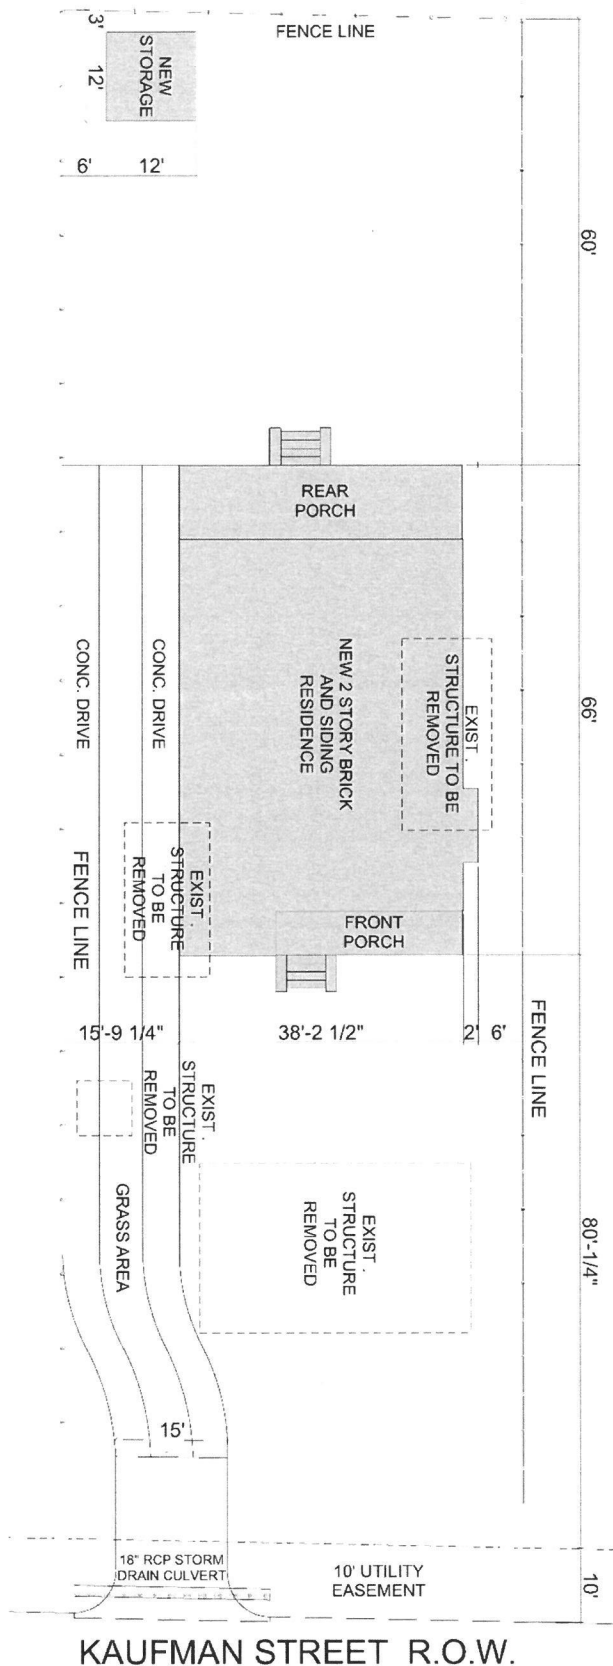 FENCE LINE
3'
NEW
STORAGE
12'
6'
12'
60'
REAR
PORCH
NEW 2 STORY BRICK
AND SIDING
RESIDENCE
EXIST .
STRUCTURE TO BE
REMOVED
66'
CONC. DRIVE
CONC. DRIVE
FENCE LINE
EXIST .
STRUCTURE
TO BE
REMOVED
FRONT
PORCH
15'-9 1/4"
38'-2 1/2"
2'
6'
FENCE LINE
EXIST .
STRUCTURE
TO BE
REMOVED
GRASS AREA
EXIST .
STRUCTURE
TO BE
REMOVED
80'-1/4"
15'
18" RCP STORM
DRAIN CULVERT
10' UTILITY
EASEMENT
10'
KAUFMAN STREET R.O.W.